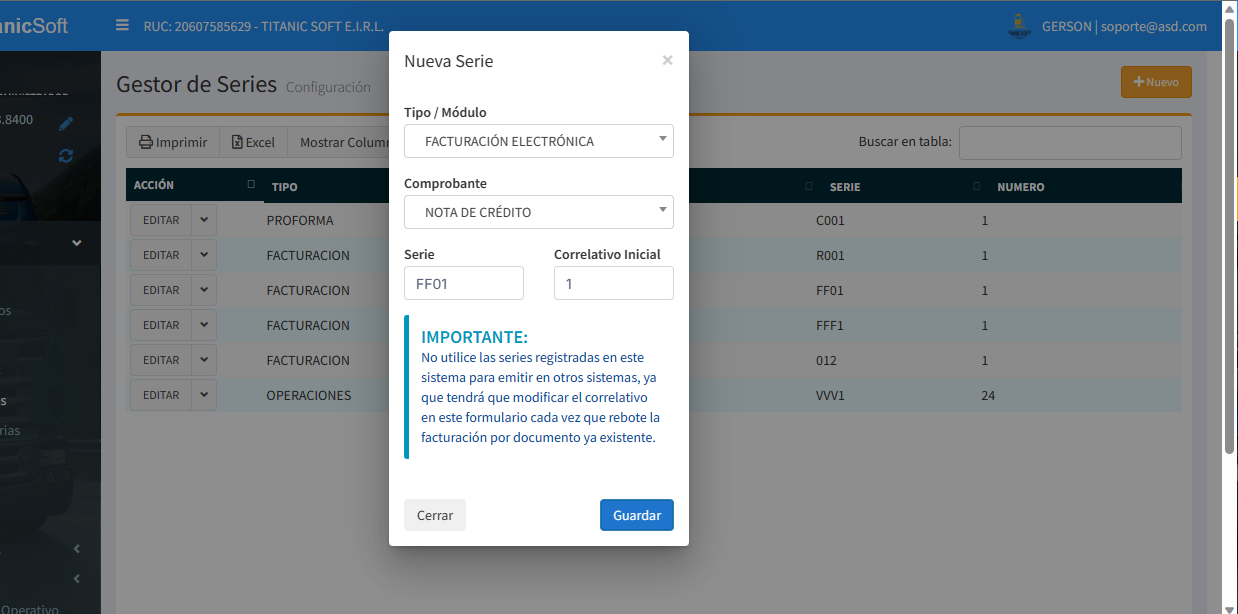 nicSoft
RUC: 20607585629 - TITANIC SOFT E.I.R.L.
GERSON | soporte@asd.com
Nueva Serie
×
Gestor de Series Configuración
Nuevo
.8400
Tipo / Módulo
FACTURACIÓN ELECTRÓNICA
Imprimir
Excel
Mostrar Colum
Buscar en tabla:
Comprobante
NOTA DE CRÉDITO
ACCIÓN TIPO SERIE NUMERO
EDITAR PROFORMA C001 1
EDITAR FACTURACION R001 1
EDITAR FACTURACION FF01 1
EDITAR FACTURACION FFF1 1
EDITAR FACTURACION 012 1
EDITAR OPERACIONES VVV1 24
Serie Correlativo Inicial
FF01 1
IMPORTANTE:
No utilice las series registradas en este
sistema para emitir en otros sistemas, ya
que tendrá que modificar el correlativo
en este formulario cada vez que rebote la
facturación por documento ya existente.
Cerrar Guardar
os
s
rias
Operativo